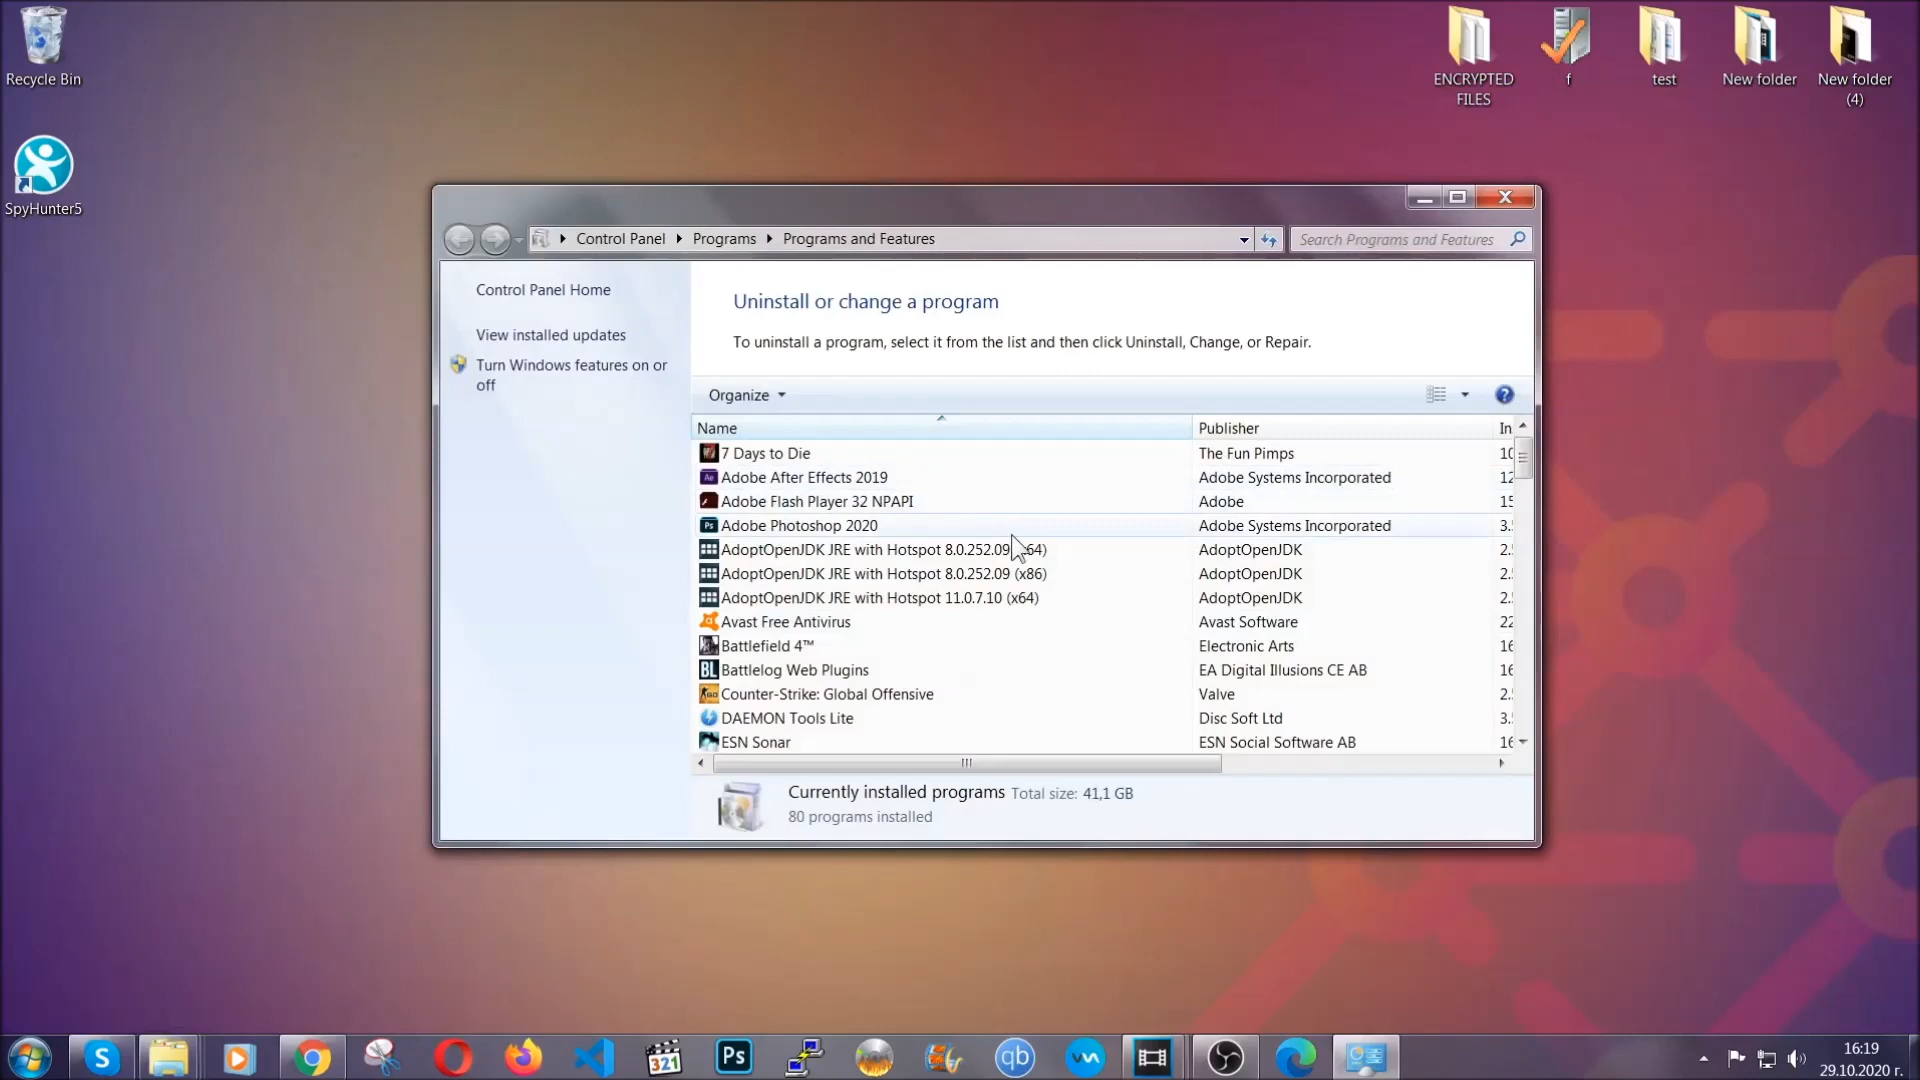 Recycle Bin
SpyHunter5
ENCRYPTED
FILES
f
test
New folder
New folder
(4)
Control Panel
Programs
Programs and Features
Search Programs and Features
Control Panel Home
View installed updates
Turn Windows features on or
off
Uninstall or change a program
To uninstall a program, select it from the list and then click Uninstall, Change, or Repair.
Organize
Name Publisher In
7 Days to Die The Fun Pimps 10
Adobe After Effects 2019 Adobe Systems Incorporated 12
Adobe Flash Player 32 NPAPI Adobe 15
Adobe Photoshop 2020 Adobe Systems Incorporated 3.
AdoptOpenJDK JRE with Hotspot 8.0.252.09 64) AdoptOpenJDK 2.
AdoptOpenJDK JRE with Hotspot 8.0.252.09 (x86) AdoptOpenJDK 2.
AdoptOpenJDK JRE with Hotspot 11.0.7.10 (x64) AdoptOpenJDK 2.
Avast Free Antivirus Avast Software 22
Battlefield 4™ Electronic Arts 16
Battlelog Web Plugins EA Digital Illusions CE AB 16
Counter-Strike: Global Offensive Valve 2.
DAEMON Tools Lite Disc Soft Ltd 3.
ESN Sonar ESN Social Software AB 16
Currently installed programs Total size: 41,1 GB
80 programs installed
16:19
29.10.2020 г.